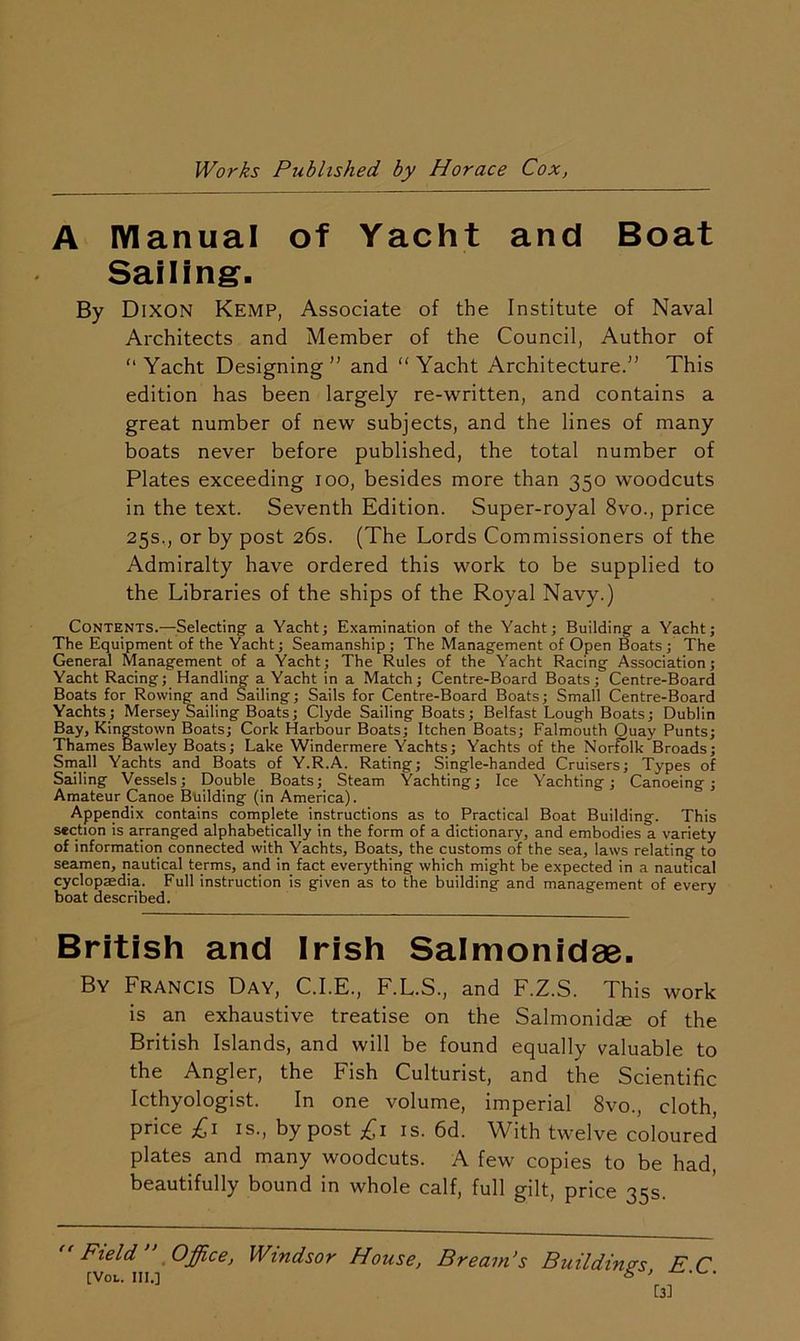 Works Published by Horace Cox,
A Manual of Yacht and Boat
Sailing.
By DIXON KEMP, Associate of the Institute of Naval
Architects and Member of the Council, Author of
“Yacht Designing” and “Yacht Architecture.” This
edition has been largely re-written, and contains a
great number of new subjects, and the lines of many
boats never before published, the total number of
Plates exceeding 100, besides more than 350 woodcuts
in the text. Seventh Edition. Super-royal 8vo., price
25s., or by post 26s. (The Lords Commissioners of the
Admiralty have ordered this work to be supplied to
the Libraries of the ships of the Royal Navy.)
CONTENTS.—Selecting a Yacht; Examination of the Yacht; Building a Yacht;
The Equipment of the Yacht; Seamanship; The Management of Open Boats; The
General Management of a Yacht; The Rules of the Yacht Racing Association;
Yacht Racing; Handling a Yacht in a Match; Centre-Board Boats; Centre-Board
Boats for Rowing and Sailing; Sails for Centre-Board Boats; Small Centre-Board
Yachts; Mersey Sailing Boats; Clyde Sailing Boats; Belfast Lough Boats; Dublin
Bay, Kingstown Boats; Cork Harbour Boats; Itchen Boats; Falmouth Quay Punts;
Thames Bawley Boats; Lake Windermere Yachts; Yachts of the Norfolk Broads;
Small Yachts and Boats of Y.R.A. Rating; Single-handed Cruisers; Types of
Sailing Vessels; Double Boats; Steam Yachting; Ice Yachting; Canoeing;
Amateur Canoe Building (in America).
Appendix contains complete instructions as to Practical Boat Building. This
section is arranged alphabetically in the form of a dictionary, and embodies a variety
of information connected with Yachts, Boats, the customs of the sea, laws relating to
seamen, nautical terms, and in fact everything which might be expected in a nautical
cyclopædia. Full instruction is given as to the building and management of every
boat described.
British and Irish Salmonidæ.
BY FRANCIS DAY, C.I.E., F.L.S., and F.Z.S. This work
is an exhaustive treatise on the Salmonidæ of the
British Islands, and will be found equally valuable to
the Angler, the Fish Culturist, and the Scientific
Icthyologist. In one volume, imperial 8vo., cloth,
price £1 1s., by post £1 1s. 6d. With twelve coloured
plates and many woodcuts. A few copies to be had,
beautifully bound in whole calf, full gilt, price 35s.
“Field” Office, Windsor House, Bream’s Buildings, E.C.
[VOL. III.]
[3]